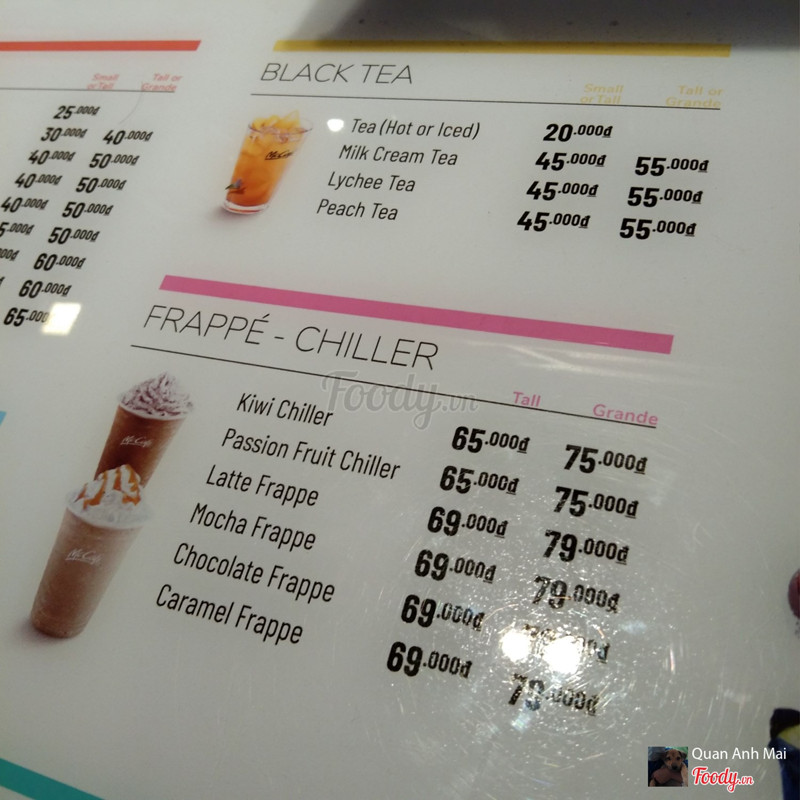 Small or Tall
Tall or Grande
25.000đ
30.000đ 40.000đ
40.000đ 50.000đ
40.000đ 50.000đ
40.000đ 50.000đ
50.000đ
60.000đ
60.000đ
65.000
BLACK TEA
Small or Tall
Tall or Grande
Tea (Hot or Iced) 20.000đ
Milk Cream Tea 45.000đ 55.000đ
Lychee Tea 45.000đ 55.000đ
Peach Tea 45.000đ 55.000đ
McCafé
FRAPPÉ - CHILLER
Tall Grande
Kiwi Chiller 65.000đ 75.000đ
Passion Fruit Chiller 65.000đ 75.000đ
Latte Frappe 69.000đ 79.000đ
Mocha Frappe 69.000đ 79.000đ
Chocolate Frappe 69.000đ
Caramel Frappe 69.000đ 79.000đ
McCafé
McCafé
Foody.vn
Quan Anh Mai
Foody.vn